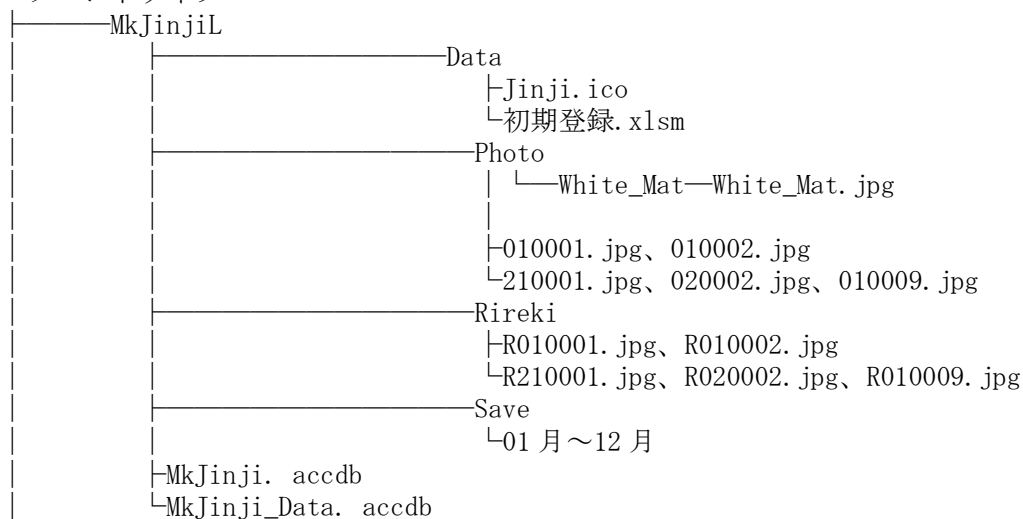 MkJinjiL
Data
Jinji.ico
初期登録.xlsm
Photo
White_Mat―White_Mat.jpg
010001.jpg、010002.jpg
210001.jpg、020002.jpg、010009.jpg
Rireki
R010001.jpg、R010002.jpg
R210001.jpg、R020002.jpg、R010009.jpg
Save
01月～12月
MkJinji. accdb
MkJinji_Data. accdb